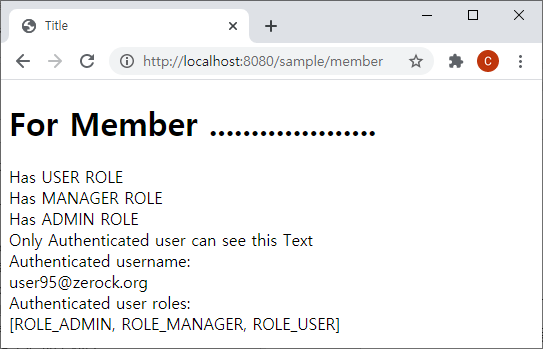 Title
http://localhost:8080/sample/member
C
For Member ....................
Has USER ROLE
Has MANAGER ROLE
Has ADMIN ROLE
Only Authenticated user can see this Text
Authenticated username:
user95@zerock.org
Authenticated user roles:
[ROLE_ADMIN, ROLE_MANAGER, ROLE_USER]